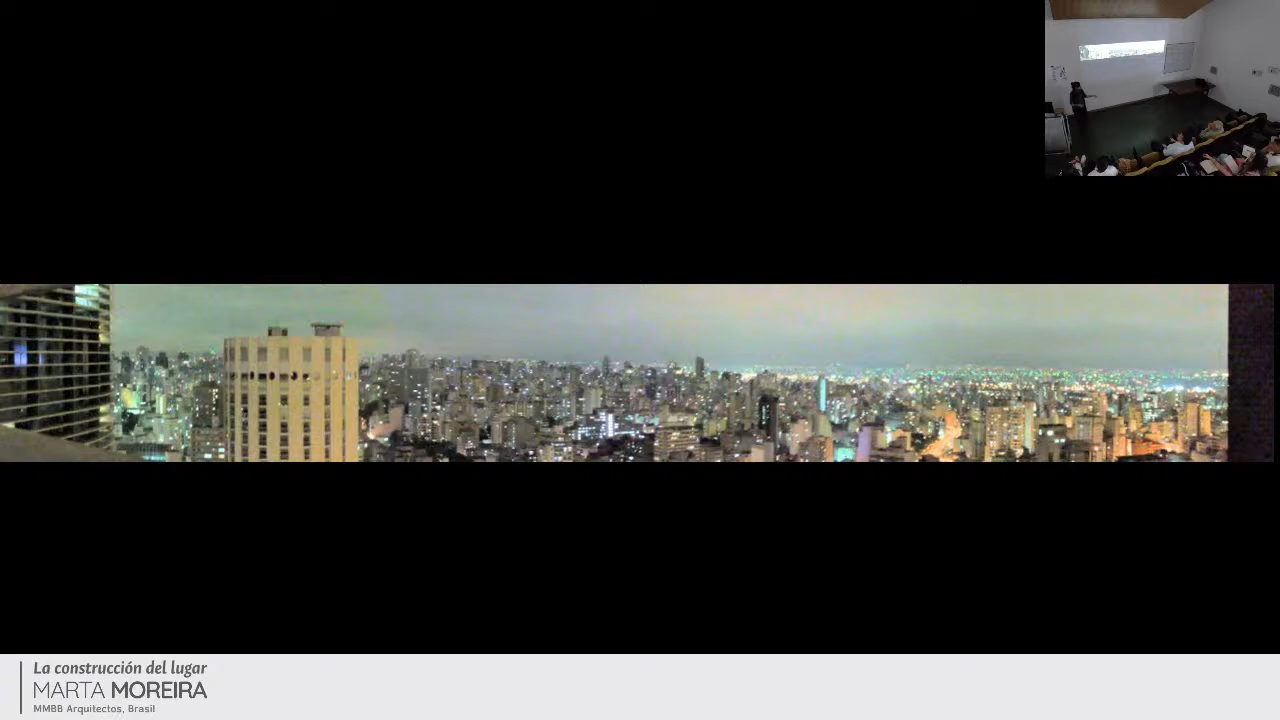 La construcción del lugar
MARTA MOREIRA
MMBB Arquitectos, Brasil